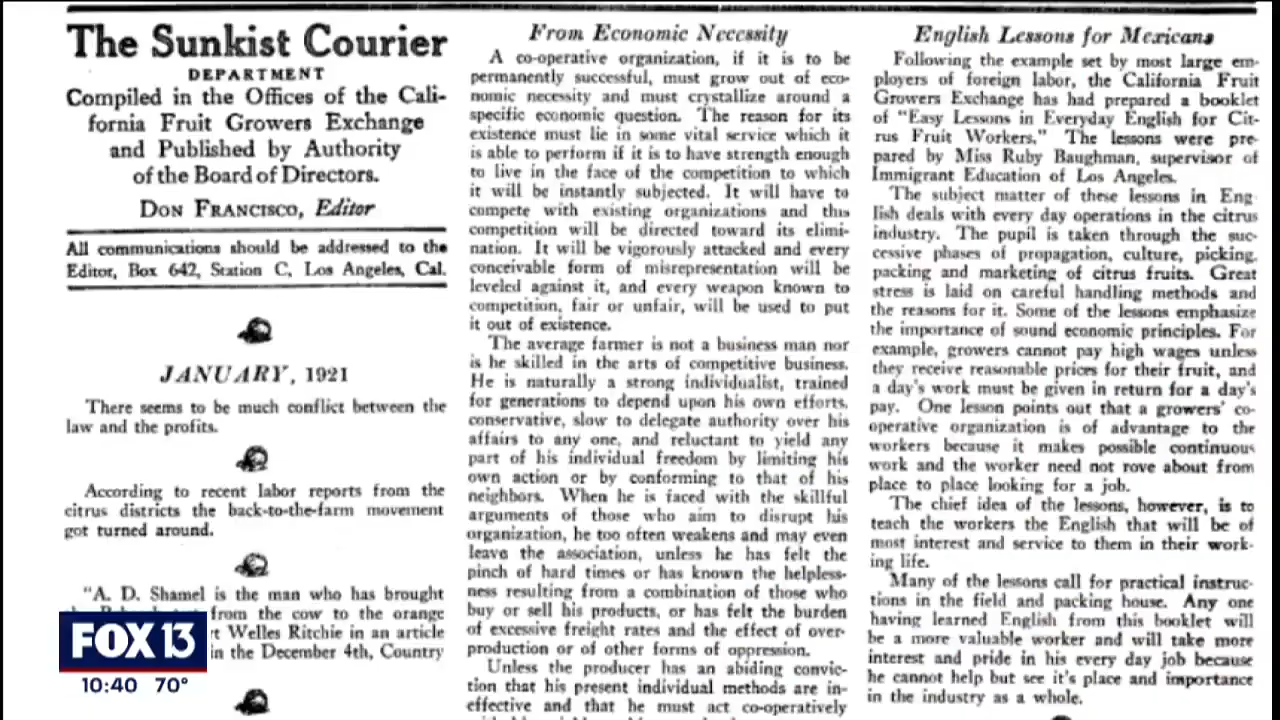 The Sunkist Courier
DEPARTMENT
Compiled in the Offices of the Cali-
fornia Fruit Growers Exchange
and Published by Authority
of the Board of Directors.
DON FRANCISCO, Editor
All communications should be addressed to the
Editor, Box 642, Station C, Los Angeles, Cal.
JANUARY, 1921
There seems to be much conflict between the
law and the profits.
According to recent labor reports from the
citrus districts the back-to-the-farm movement
got turned around.
"A. D. Shamel is the man who has brought
from the cow to the orange
Welles Ritchie in an article
in the December 4th, Country
From Economic Necessity
A co-operative organization, if it is to be
permanently successful, must grow out of eco-
nomic necessity and must crystallize around a
specific economic question. The reason for its
existence must lie in some vital service which it
is able to perform if it is to have strength enough
to live in the face of the competition to which
it will be instantly subjected. It will have to
compete with existing organizations and this
competition will be directed toward its elimi-
nation. It will be vigorously attacked and every
conceivable form of misrepresentation will be
leveled against it, and every weapon known to
competition, fair or unfair, will be used to put
it out of existence.
The average farmer is not a business man nor
is he skilled in the arts of competitive business.
He is naturally a strong individualist, trained
for generations to depend upon his own efforts,
conservative, slow to delegate authority over his
affairs to any one, and reluctant to yield any
part of his individual freedom by limiting his
own action or by conforming to that of his
neighbors. When he is faced with the skillful
arguments of those who aim to disrupt his
organization, he too often weakens and may even
leave the association, unless he has felt the
pinch of hard times or has known the helpless-
ness resulting from a combination of those who
buy or sell his products, or has felt the burden
of excessive freight rates and the effect of over-
production or of other forms of oppression.
Unless the producer has an abiding convic-
tion that his present individual methods are in-
effective and that he must act co-operatively
English Lessons for Mexicans
Following the example set by most large em-
ployers of foreign labor, the California Fruit
Growers Exchange has had prepared a booklet
of "Easy Lessons in Everyday English for Cit-
rus Fruit Workers." The lessons were pre-
pared by Miss Ruby Baughman, supervisor of
Immigrant Education of Los Angeles.
The subject matter of these lessons in Eng-
lish deals with every day operations in the citrus
industry. The pupil is taken through the suc-
cessive phases of propagation, culture, picking,
packing and marketing of citrus fruits. Great
stress is laid on careful handling methods and
the reasons for it. Some of the lessons emphasize
the importance of sound economic principles. For
example, growers cannot pay high wages unless
they receive reasonable prices for their fruit, and
a day's work must be given in return for a day's
pay. One lesson points out that a growers' co-
operative organization is of advantage to the
workers because it makes possible continuous
work and the worker need not rove about from
place to place looking for a job.
The chief idea of the lessons, however, is to
teach the workers the English that will be of
most interest and service to them in their work-
ing life.
Many of the lessons call for practical instruc-
tions in the field and packing house. Any one
having learned English from this booklet will
be a more valuable worker and will take more
interest and pride in his every day job because
he cannot help but see it's place and importance
in the industry as a whole.
FOX 13
10:40 70°